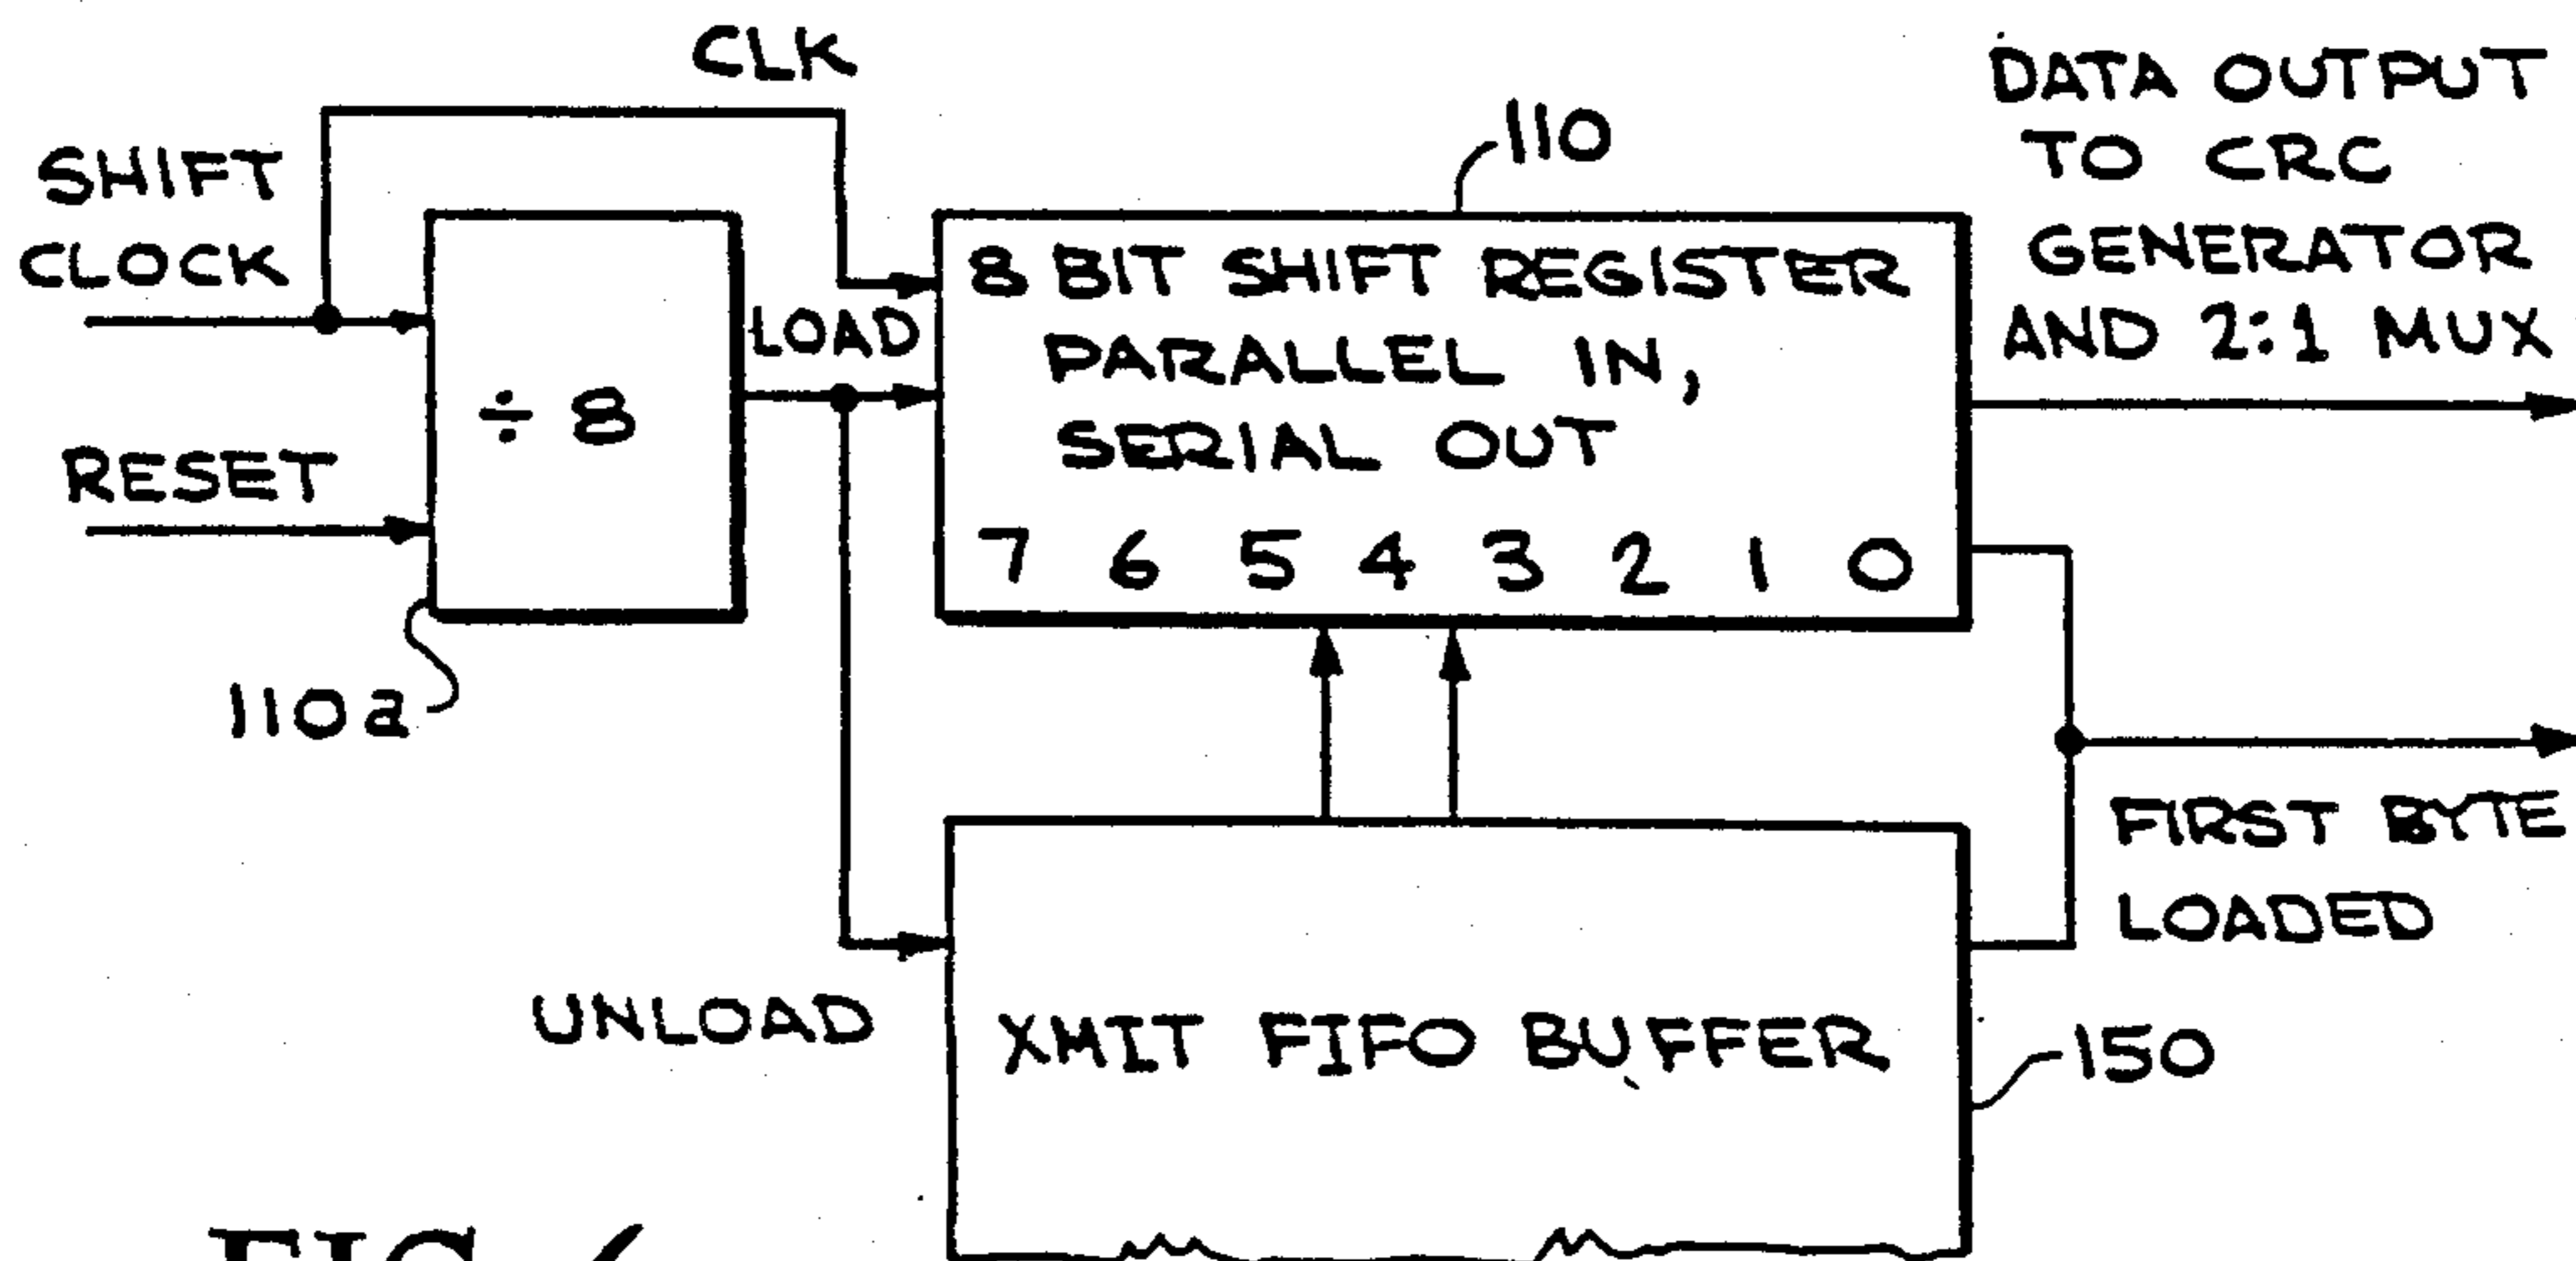 CLK
SHIFT
CLOCK
RESET
÷ 8
110a
LOAD
110
8 BIT SHIFT REGISTER
PARALLEL IN,
SERIAL OUT
7 6 5 4 3 2 1 0
DATA OUTPUT
TO CRC
GENERATOR
AND 2:1 MUX
FIRST BYTE
LOADED
UNLOAD
XMIT FIFO BUFFER
150